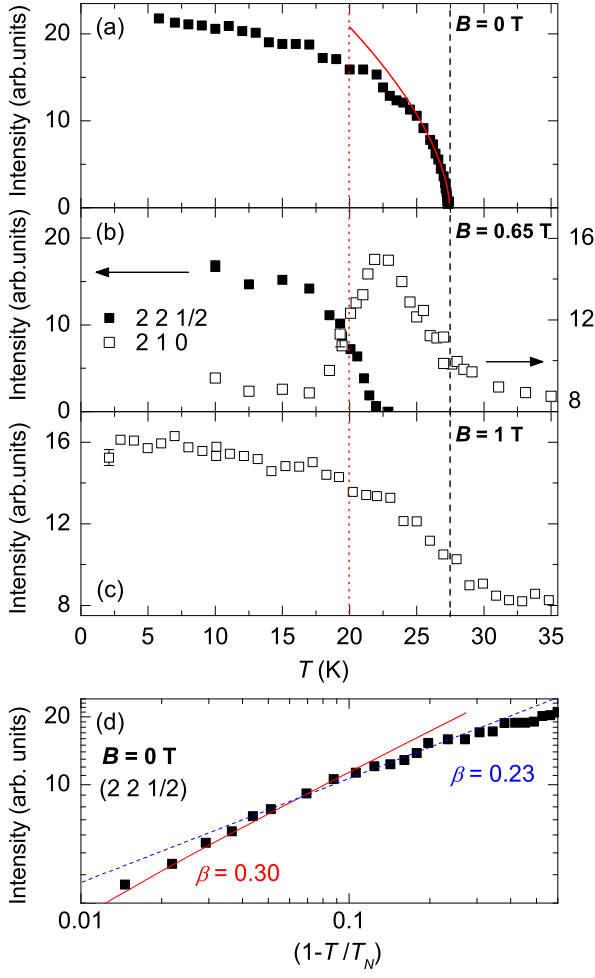 (a)
B = 0 T
Intensity (arb.units)
20
10
0
(b)
B = 0.65 T
Intensity (arb.units)
20
10
0
2 2 1/2
2 1 0
16
14
12
10
8
(c)
B = 1 T
Intensity (arb.units)
16
12
8
0 5 10 15 20 25 30 35
T (K)
(d)
B = 0 T
(2 2 1/2)
Intensity (arb. units)
20
10
β = 0.23
β = 0.30
0.01 0.1
(1-T/T_N)